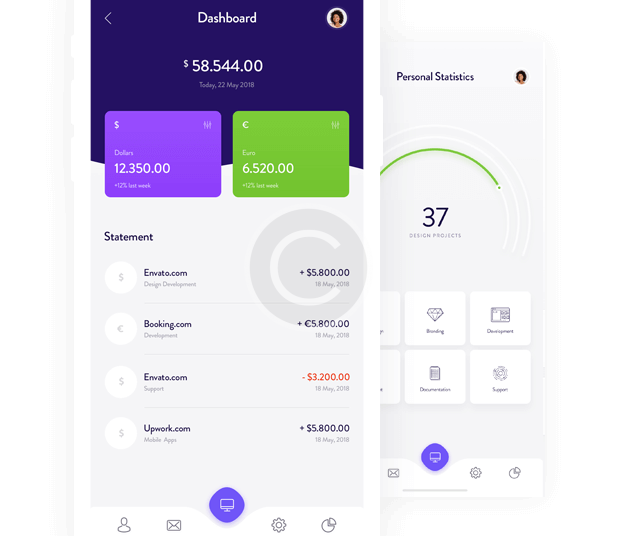 Dashboard
$ 58.544.00
Today, 22 May 2018
$
Dollars
12.350.00
+12% last week
€
Euro
6.520.00
+12% last week
Statement
$
Envato.com
+ $5.800.00
Design Development
18 May, 2018
€
Booking.com
+ €5.800.00
Development
18 May, 2018
$
Envato.com
- $3.200.00
Support
18 May, 2018
$
Upwork.com
+ $5.800.00
Mobile Apps
18 May, 2018
Personal Statistics
37
DESIGN PROJECTS
Branding
Development
Documentation
Support